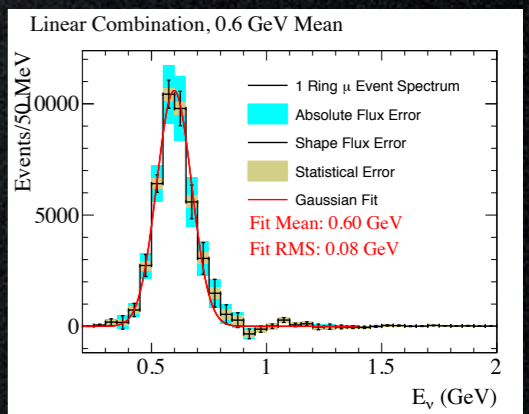 Linear Combination, 0.6 GeV Mean
Events/50 MeV
10000
5000
0
1 Ring μ Event Spectrum
Absolute Flux Error
Shape Flux Error
Statistical Error
Gaussian Fit
Fit Mean: 0.60 GeV
Fit RMS: 0.08 GeV
0.5 1 1.5 2
Eν (GeV)